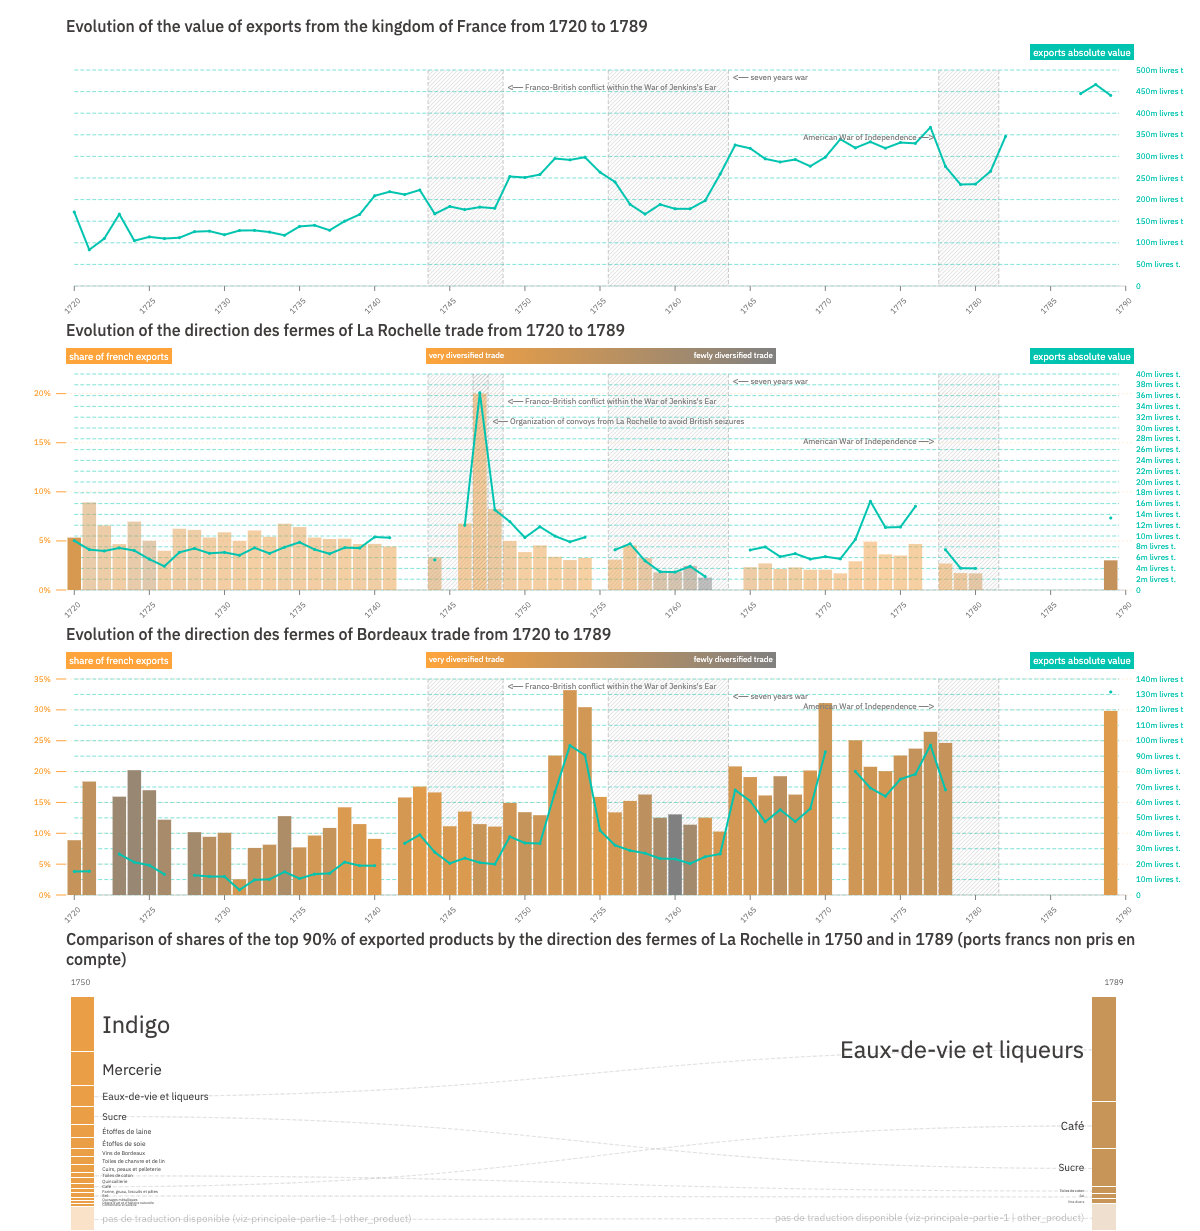 Evolution of the value of exports from the kingdom of France from 1720 to 1789
exports absolute value
500m livres t.
<— seven years war
<— Franco-British conflict within the War of Jenkins's Ear
450m livres t.
400m livres t.
American War of Independence —>
350m livres t.
300m livres t.
250m livres t.
200m livres t.
150m livres t.
100m livres t.
50m livres t.
0
1720 1725 1730 1735 1740 1745 1750 1755 1760 1765 1770 1775 1780 1785 1790
Evolution of the direction des fermes of La Rochelle trade from 1720 to 1789
share of french exports
very diversified trade
fewly diversified trade
exports absolute value
20%
15%
10%
5%
0%
<— seven years war
<— Franco-British conflict within the War of Jenkins's Ear
<— Organization of convoys from La Rochelle to avoid British seizures
American War of Independence —>
40m livres t.
38m livres t.
36m livres t.
34m livres t.
32m livres t.
30m livres t.
28m livres t.
26m livres t.
24m livres t.
22m livres t.
20m livres t.
18m livres t.
16m livres t.
14m livres t.
12m livres t.
10m livres t.
8m livres t.
6m livres t.
4m livres t.
2m livres t.
0
1720 1725 1730 1735 1740 1745 1750 1755 1760 1765 1770 1775 1780 1785 1790
Evolution of the direction des fermes of Bordeaux trade from 1720 to 1789
share of french exports
very diversified trade
fewly diversified trade
exports absolute value
35%
30%
25%
20%
15%
10%
5%
0%
<— Franco-British conflict within the War of Jenkins's Ear
<— seven years war
American War of Independence —>
140m livres t.
130m livres t.
120m livres t.
110m livres t.
100m livres t.
90m livres t.
80m livres t.
70m livres t.
60m livres t.
50m livres t.
40m livres t.
30m livres t.
20m livres t.
10m livres t.
0
1720 1725 1730 1735 1740 1745 1750 1755 1760 1765 1770 1775 1780 1785 1790
Comparison of shares of the top 90% of exported products by the direction des fermes of La Rochelle in 1750 and in 1789 (ports francs non pris en
compte)
1750
1789
Indigo
Mercerie
Eaux-de-vie et liqueurs
Sucre
Étoffes de laine
Étoffes de soie
Vins de Bordeaux
Toiles de chanvre et de lin
Cuirs, peaux et pelleterie
Toiles de coton
Quincaillerie
Café
Farine, gruau, biscuits et pâtes
Sel
pas de traduction disponible (viz-principale-partie-1 | other_product)
Eaux-de-vie et liqueurs
Café
Sucre
Toiles de coton
Sel
Vins divers
pas de traduction disponible (viz-principale-partie-1 | other_product)